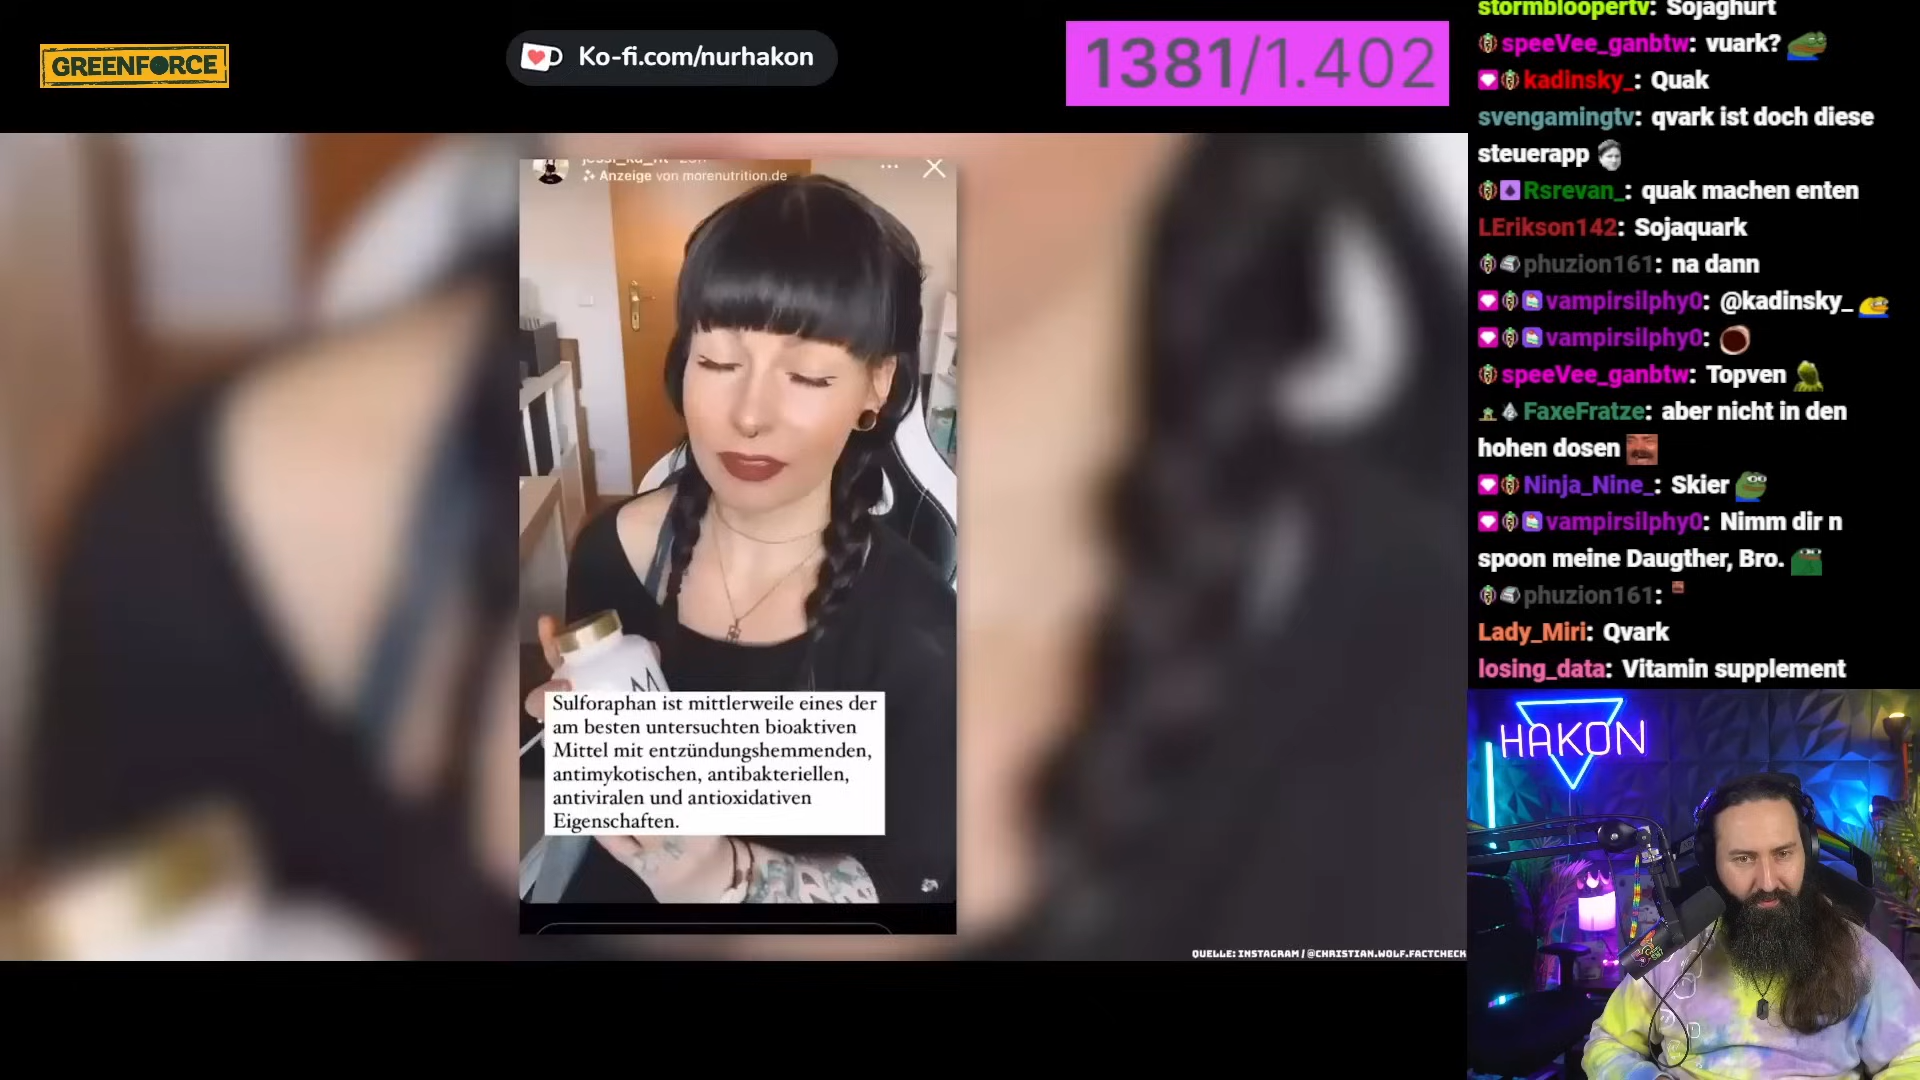 GREENFORCE
Ko-fi.com/nurhakon
1381/1.402
Anzeige von morenutrition.de
M
Sulforaphan ist mittlerweile eines der
am besten untersuchten bioaktiven
Mittel mit entzündungshemmenden,
antimykotischen, antibakteriellen,
antiviralen und antioxidativen
Eigenschaften.
QUELLE: INSTAGRAM / @CHRISTIAN.WOLF.FACTCHECK
stormbloopertv: Sojaghurt
speeVee_ganbtw: vuark?
kadinsky_: Quak
svengamingtv: qvark ist doch diese
steuerapp
Rsrevan_: quak machen enten
LErikson142: Sojaquark
phuzion161: na dann
vampirsilphy0: @kadinsky_
vampirsilphy0:
speeVee_ganbtw: Topven
FaxeFratze: aber nicht in den
hohen dosen
Ninja_Nine_: Skier
vampirsilphy0: Nimm dir n
spoon meine Daugther, Bro.
phuzion161:
Lady_Miri: Qvark
losing_data: Vitamin supplement
HAKON